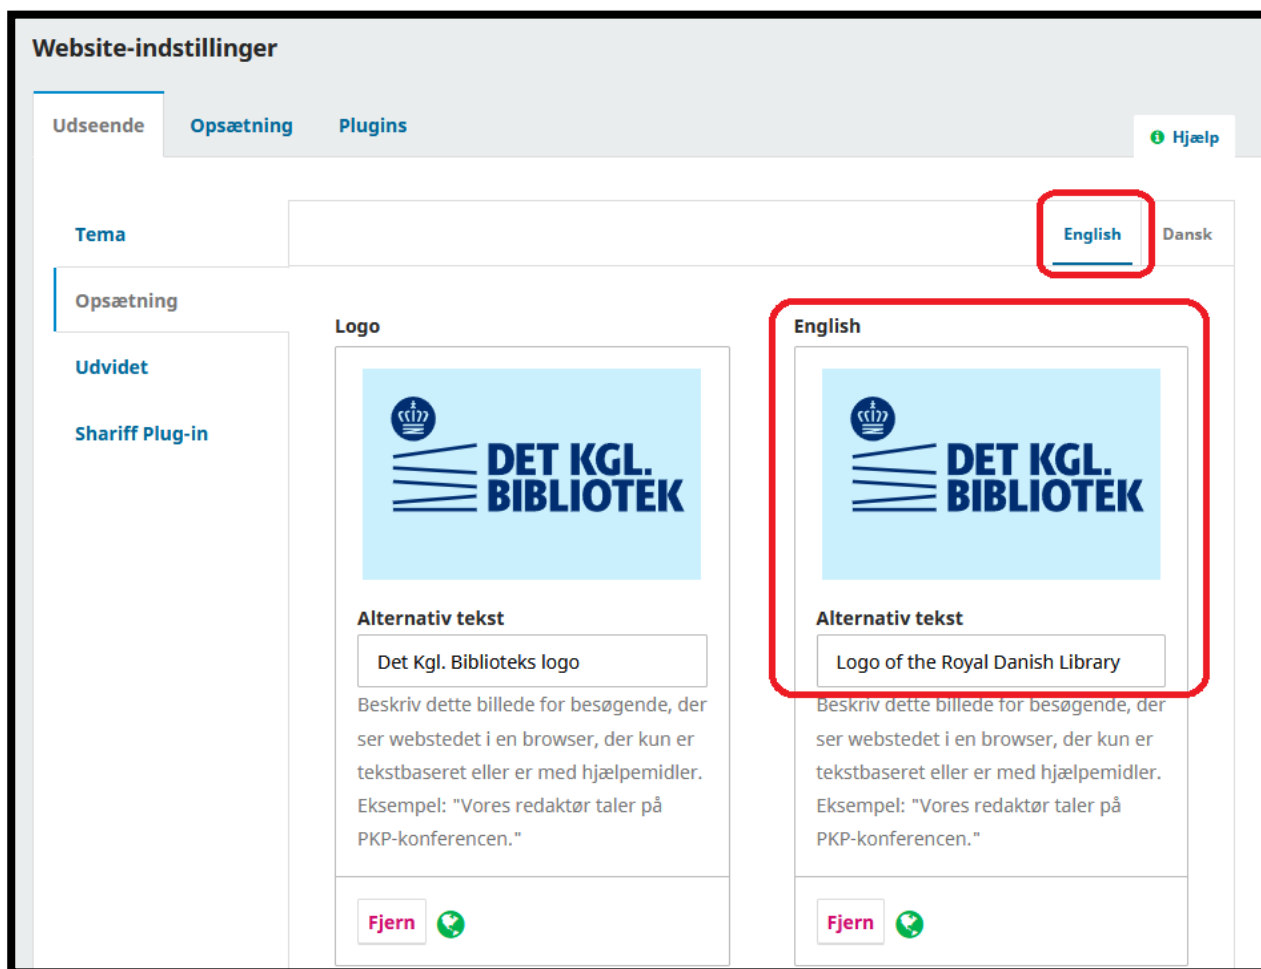 Website-indstillinger
Udseende
Opsætning
Plugins
Hjælp
Tema
Opsætning
Udvidet
Shariff Plug-in
English
Dansk
Logo
DET KGL.
BIBLIOTEK
Alternativ tekst
Det Kgl. Biblioteks logo
Beskriv dette billede for besøgende, der
ser webstedet i en browser, der kun er
tekstbaseret eller er med hjælpemidler.
Eksempel: "Vores redaktør taler på
PKP-konferencen."
Fjern
English
DET KGL.
BIBLIOTEK
Alternativ tekst
Logo of the Royal Danish Library
Beskriv dette billede for besøgende, der
ser webstedet i en browser, der kun er
tekstbaseret eller er med hjælpemidler.
Eksempel: "Vores redaktør taler på
PKP-konferencen."
Fjern